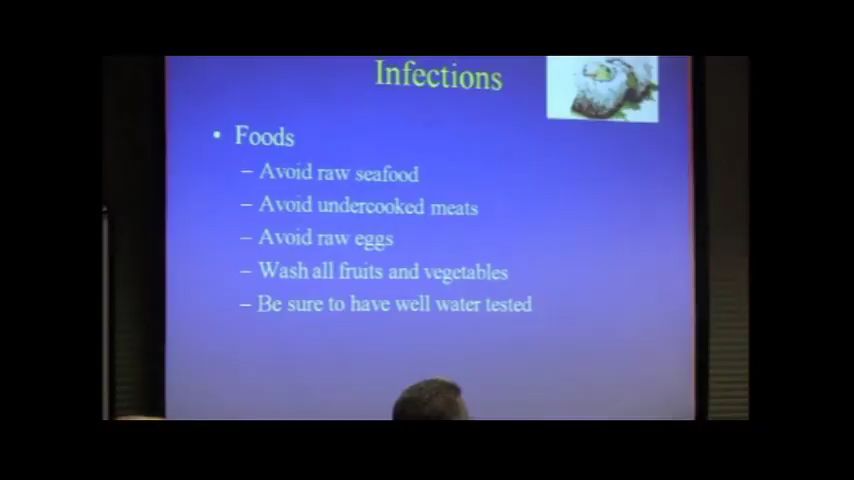 Infections
• Foods
– Avoid raw seafood
– Avoid undercooked meats
– Avoid raw eggs
– Wash all fruits and vegetables
– Be sure to have well water tested